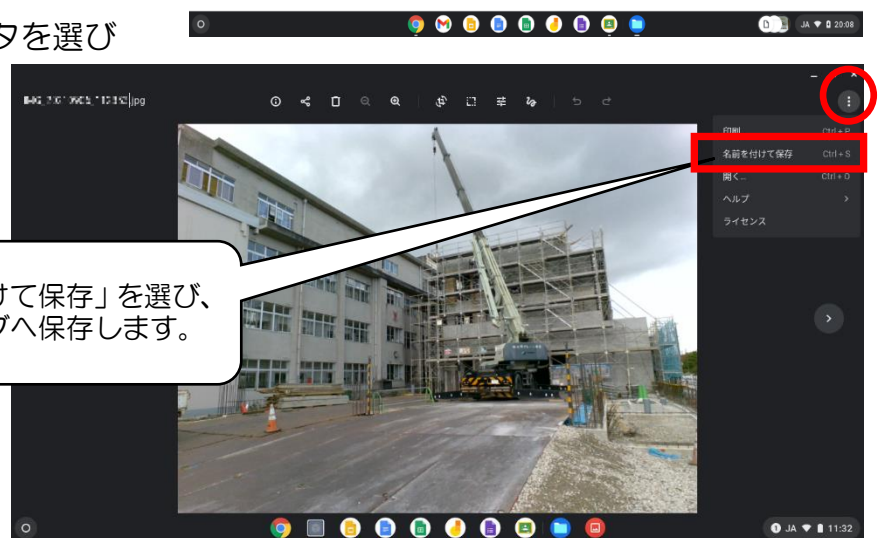 タを選び
JA 20:08
jpg
印刷 Ctrl + P
名前を付けて保存 Ctrl + S
開く... Ctrl + O
ヘルプ
ライセンス
けて保存」を選び、
ブへ保存します。
JA 11:32